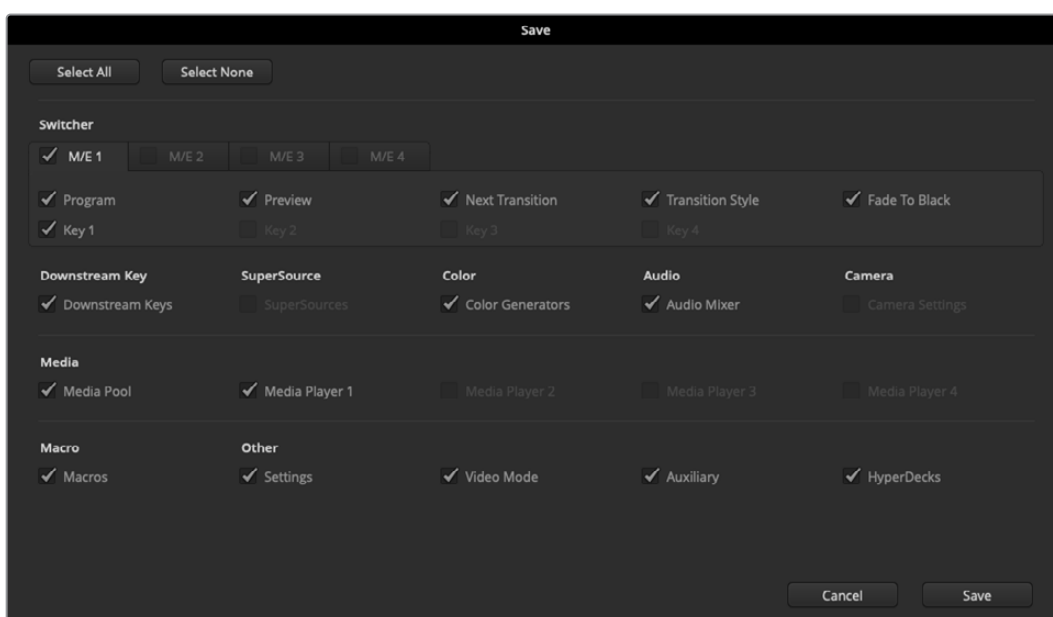 Save
Select All Select None
Switcher
M/E 1 M/E 2 M/E 3 M/E 4
Program Preview Next Transition Transition Style Fade To Black
Key 1 Key 2 Key 3 Key 4
Downstream Key SuperSource Color Audio Camera
Downstream Keys SuperSources Color Generators Audio Mixer Camera Settings
Media
Media Pool Media Player 1 Media Player 2 Media Player 3 Media Player 4
Macro Other
Macros Settings Video Mode Auxiliary HyperDecks
Cancel Save